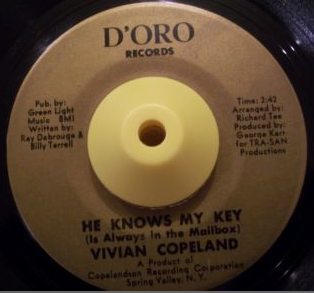 D'ORO
RECORDS
Pub. by:
Green Light
Music BMI
Written by:
Ray Dabrouge &
Billy Terrell
Time: 2:42
Arranged by:
Richard Tee
Produced by:
George Kerr
for TRA-SAN
Productions
HE KNOWS MY KEY
(Is Always in the Mailbox)
VIVIAN COPELAND
A Product of
Copelandson Recording Corporation
Spring Valley, N.Y.